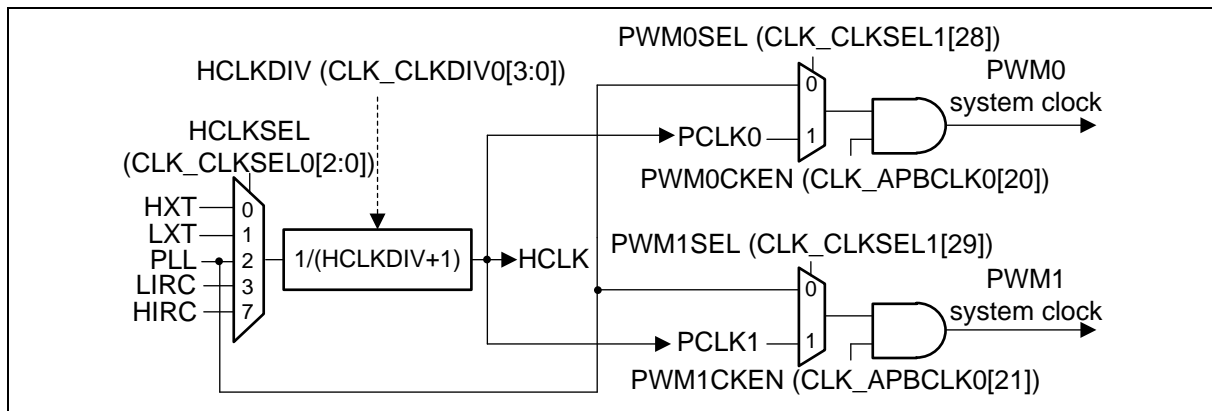 PWM0SEL (CLK_CLKSEL1[28])
HCLKDIV (CLK_CLKDIV0[3:0])
PWM0
system clock
0
1
PCLK0
HCLKSEL
(CLK_CLKSEL0[2:0])
PWM0CKEN (CLK_APBCLK0[20])
HXT
0
LXT
1
PLL
2
LIRC
3
HIRC
7
1/(HCLKDIV+1)
HCLK
PWM1SEL (CLK_CLKSEL1[29])
PWM1
system clock
0
1
PCLK1
PWM1CKEN (CLK_APBCLK0[21])